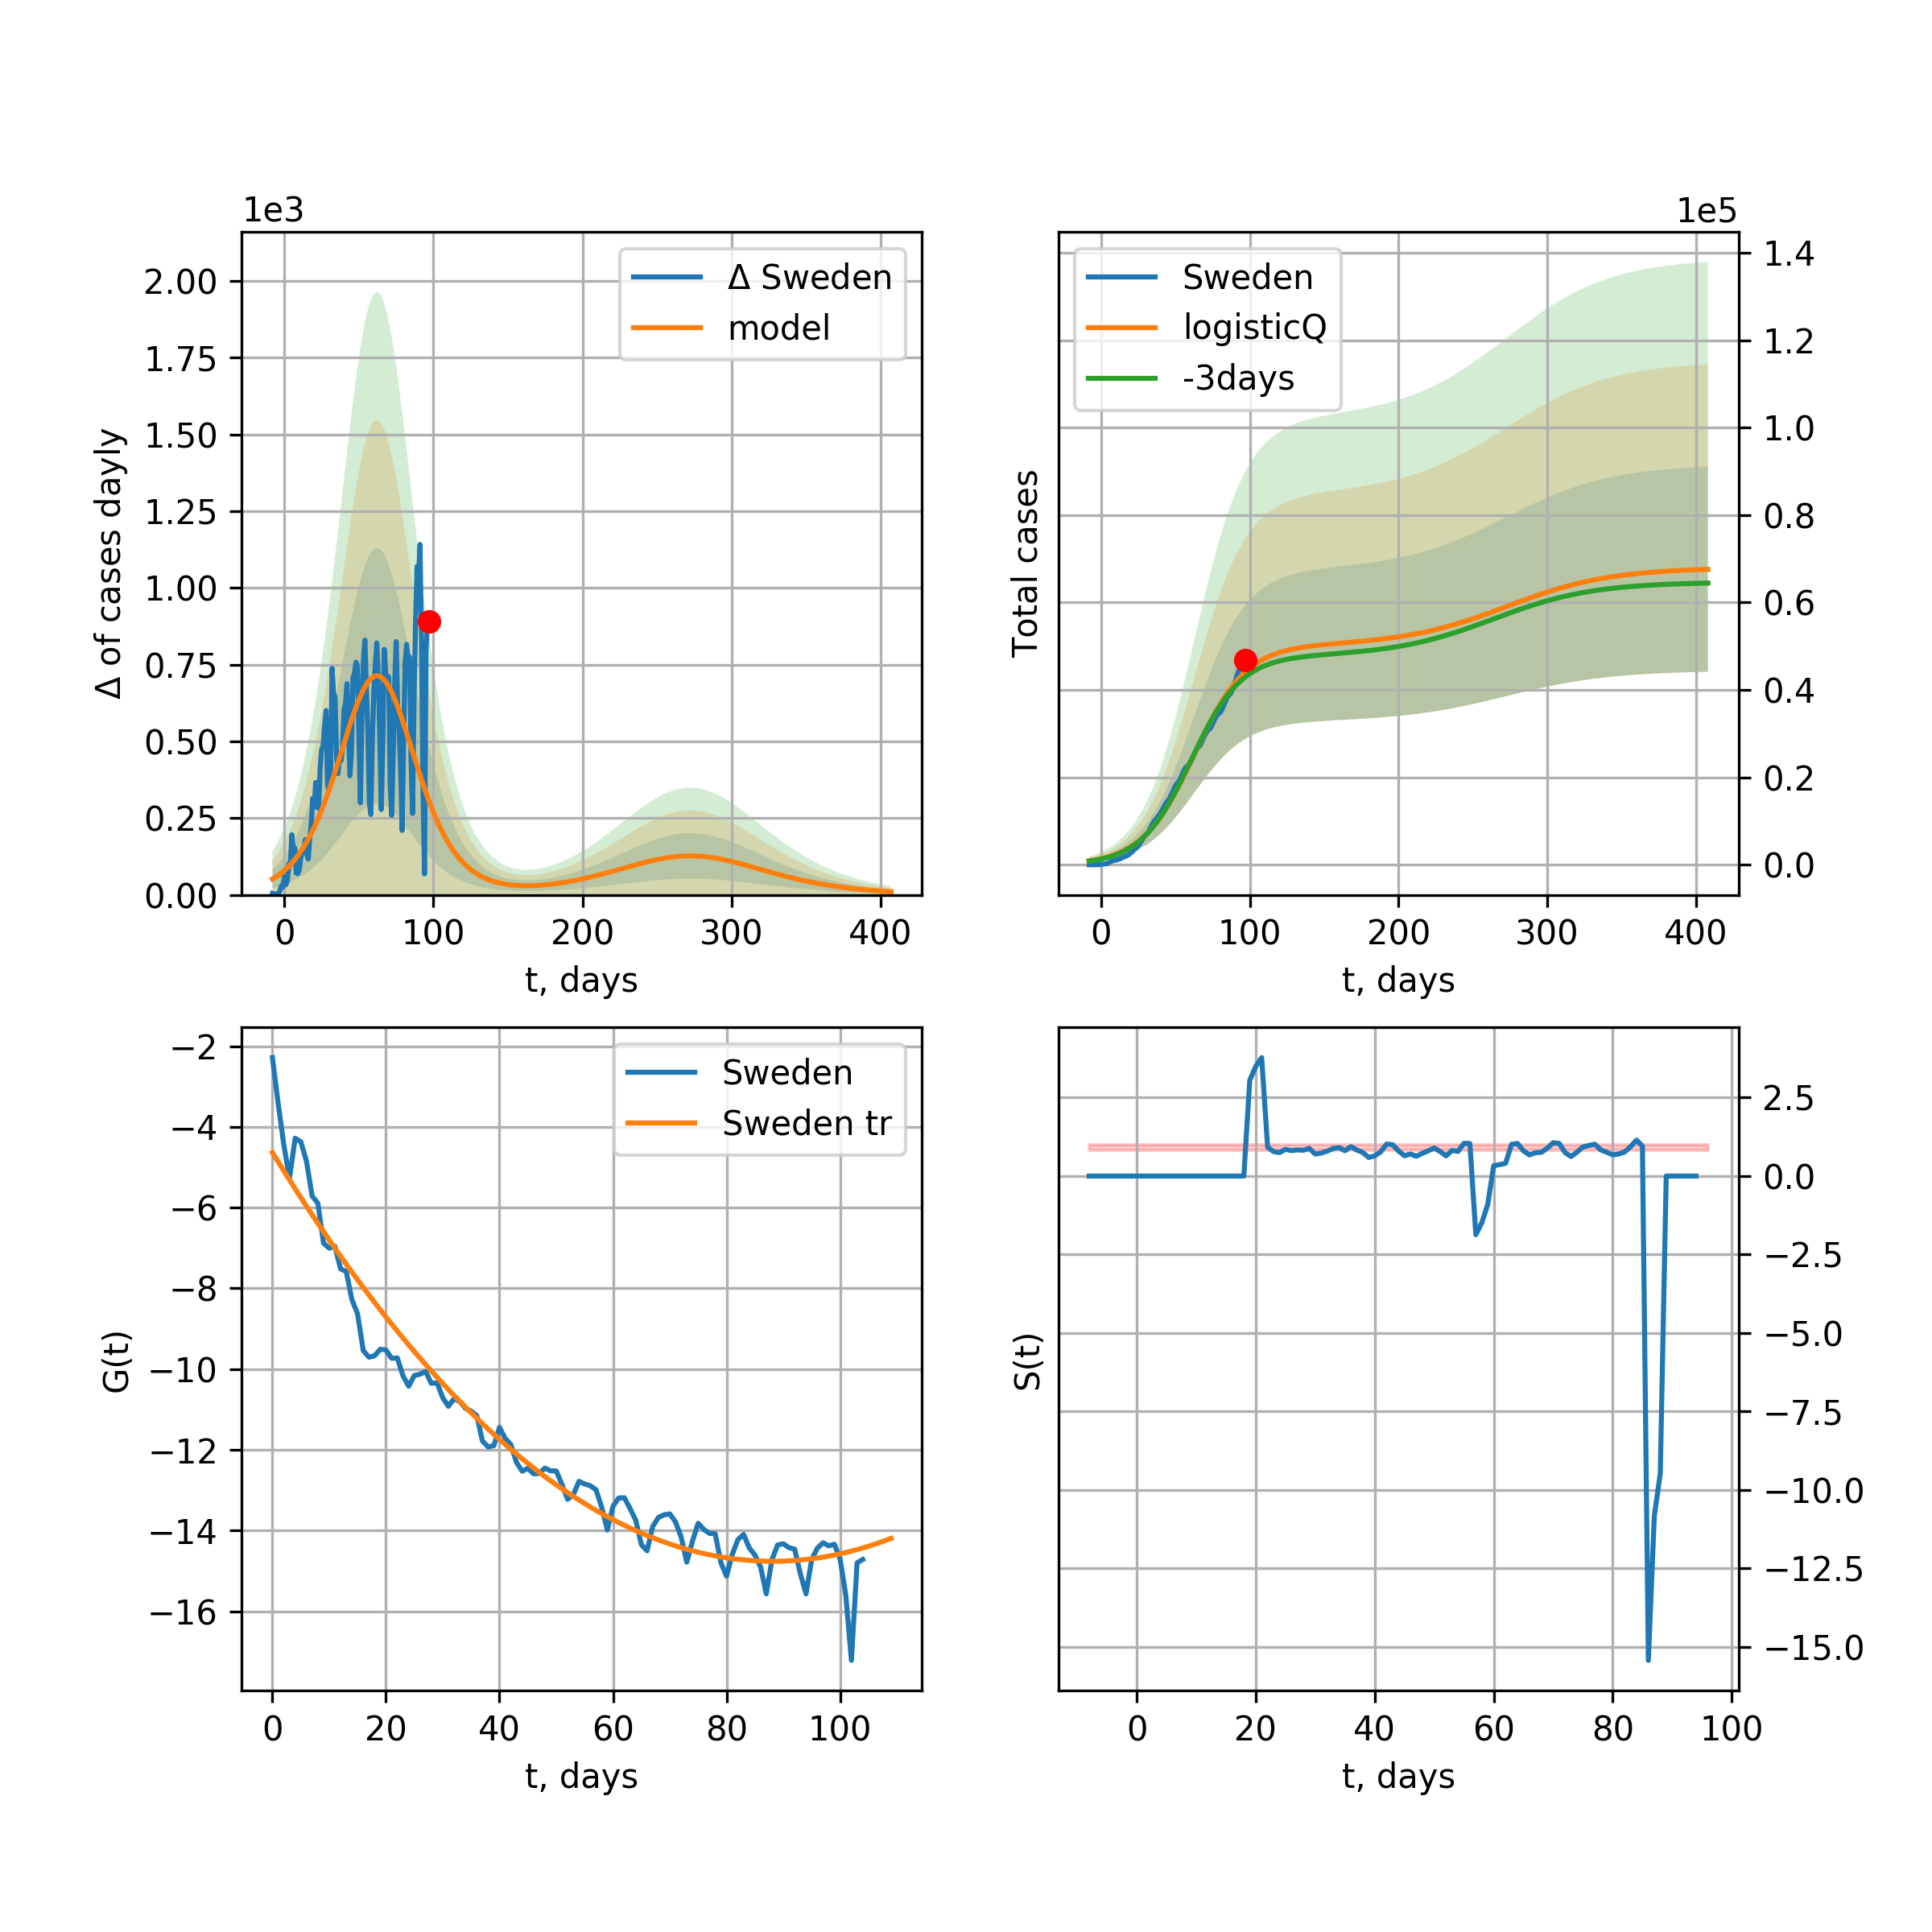 1e3
2.00
1.75
1.50
1.25
1.00
0.75
0.50
0.25
0.00
Δ of cases dayly
Δ Sweden
model
0 100 200 300 400
t, days
1e5
Total cases
Sweden
logisticQ
-3days
1.4
1.2
1.0
0.8
0.6
0.4
0.2
0.0
0 100 200 300 400
t, days
−2
−4
−6
−8
−10
−12
−14
−16
G(t)
Sweden
Sweden tr
0 20 40 60 80 100
t, days
S(t)
2.5
0.0
−2.5
−5.0
−7.5
−10.0
−12.5
−15.0
0 20 40 60 80 100
t, days